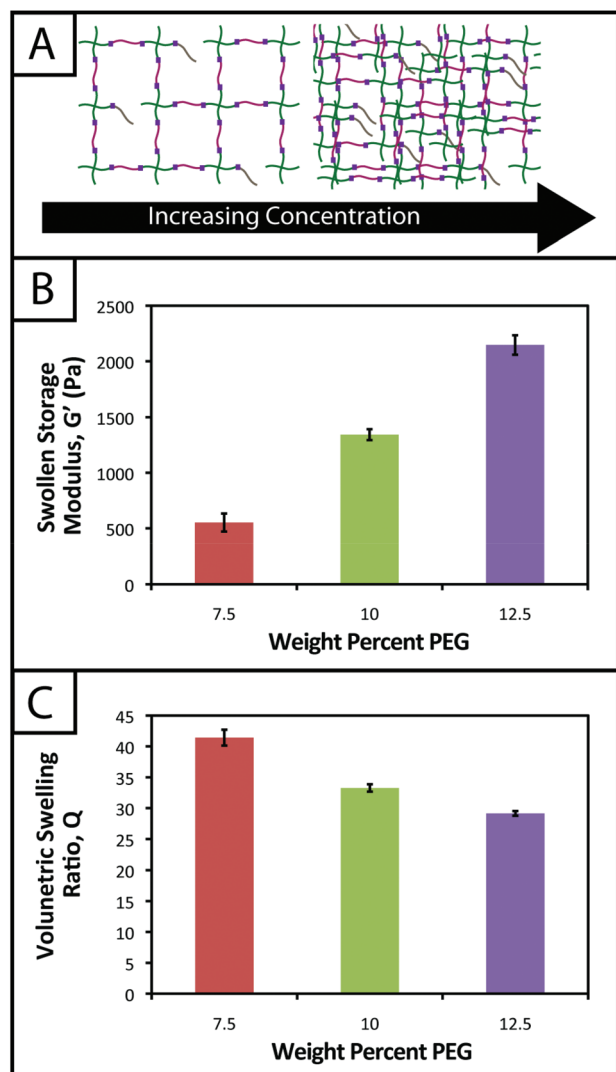 A
Increasing Concentration
B
Swollen Storage
Modulus, G' (Pa)
2500
2000
1500
1000
500
0
7.5
10
12.5
Weight Percent PEG
C
Volunetric Swelling
Ratio, Q
45
40
35
30
25
20
15
10
5
0
7.5
10
12.5
Weight Percent PEG